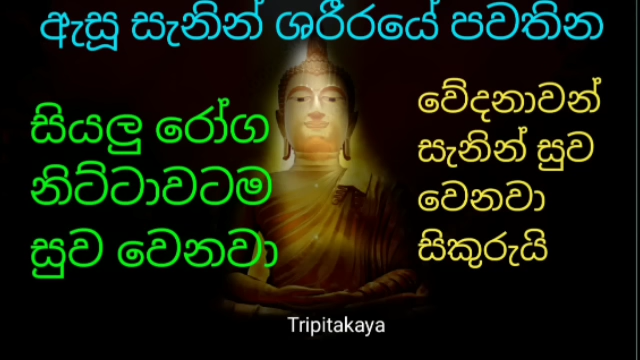 ඇසූ සැනින් ශරීරයේ පවතින
සියලු රෝග
නිට්ටාවටම
සුව වෙනවා
වේදනාවන්
සැනින් සුව
වෙනවා
සිකුරුයි
Tripitakaya